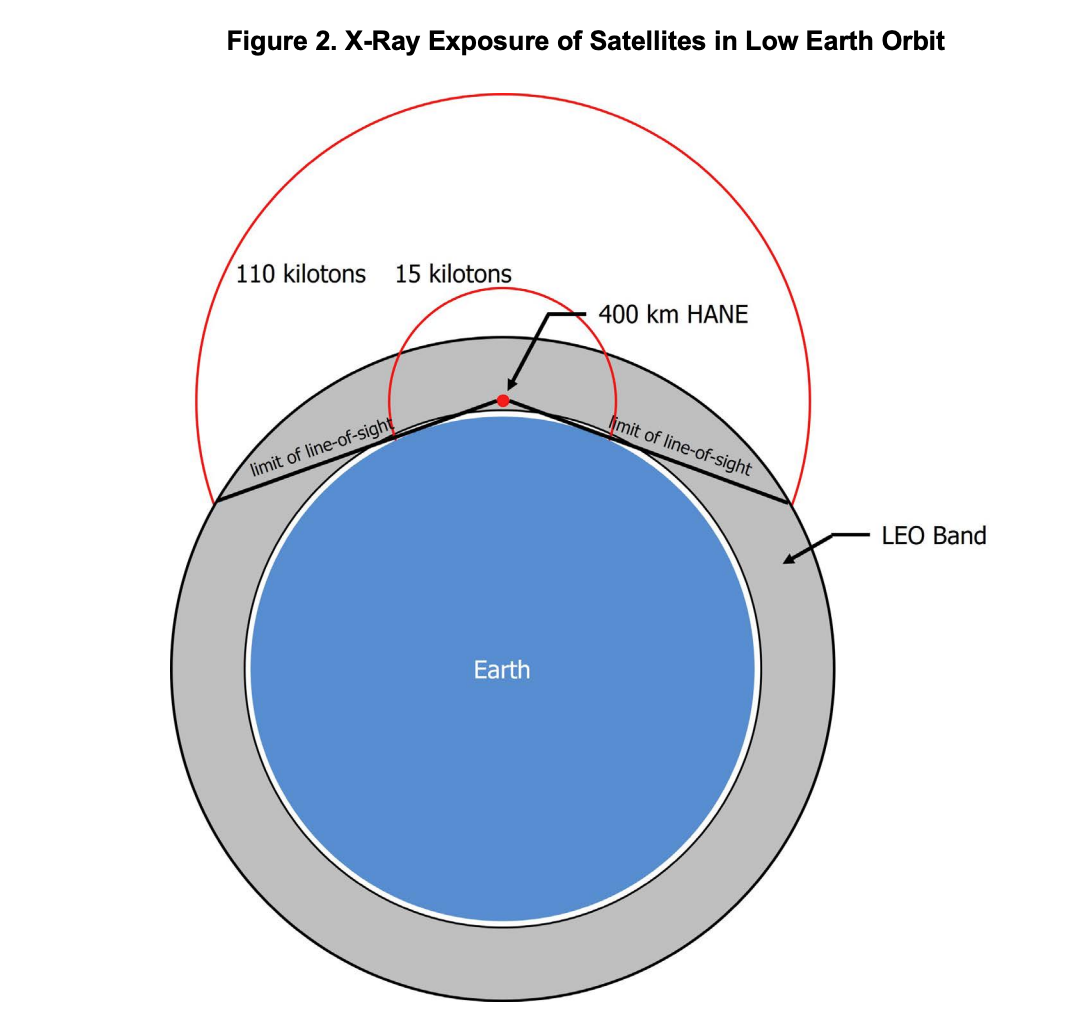 Figure 2. X-Ray Exposure of Satellites in Low Earth Orbit
110 kilotons
15 kilotons
400 km HANE
limit of line-of-sight
limit of line-of-sight
LEO Band
Earth